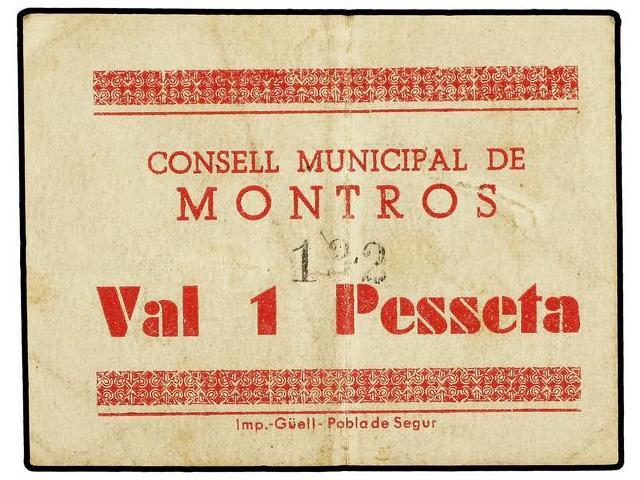 CONSELL MUNICIPAL DE
MONTROS
122
Val 1 Pesseta
Imp.-Güell-Pobla de Segur